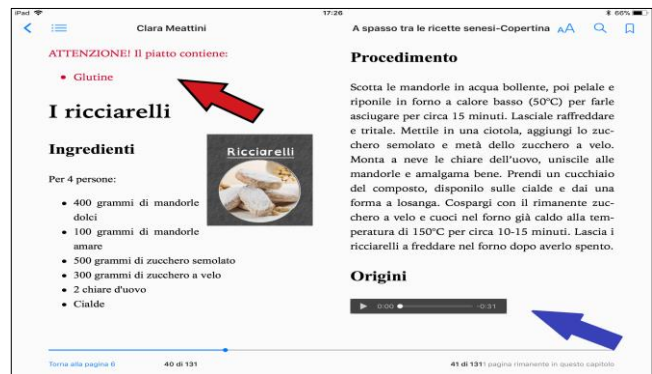 iPad 17:26 66%
Clara Meattini
A spasso tra le ricette senesi-Copertina AA
ATTENZIONE! Il piatto contiene:
• Glutine
I ricciarelli
Ingredienti
Ricciarelli
Per 4 persone:
• 400 grammi di mandorle
dolci
• 100 grammi di mandorle
amare
• 500 grammi di zucchero semolato
• 300 grammi di zucchero a velo
• 2 chiare d'uovo
• Cialde
Torna alla pagina 6
40 di 131
Procedimento
Scotta le mandorle in acqua bollente, poi pelale e
riponile in forno a calore basso (50°C) per farle
asciugare per circa 15 minuti. Lasciale raffreddare
e tritale. Mettile in una ciotola, aggiungi lo zuc-
chero semolato e metà dello zucchero a velo.
Monta a neve le chiare dell'uovo, uniscile alle
mandorle e amalgama bene. Prendi un cucchiaio
del composto, disponilo sulle cialde e dai una
forma a losanga. Cospargi con il rimanente zuc-
chero a velo e cuoci nel forno già caldo alla tem-
peratura di 150°C per circa 10-15 minuti. Lascia i
ricciarelli a freddare nel forno dopo averlo spento.
Origini
0:00 -0:31
41 di 131 1 pagina rimanente in questo capitolo